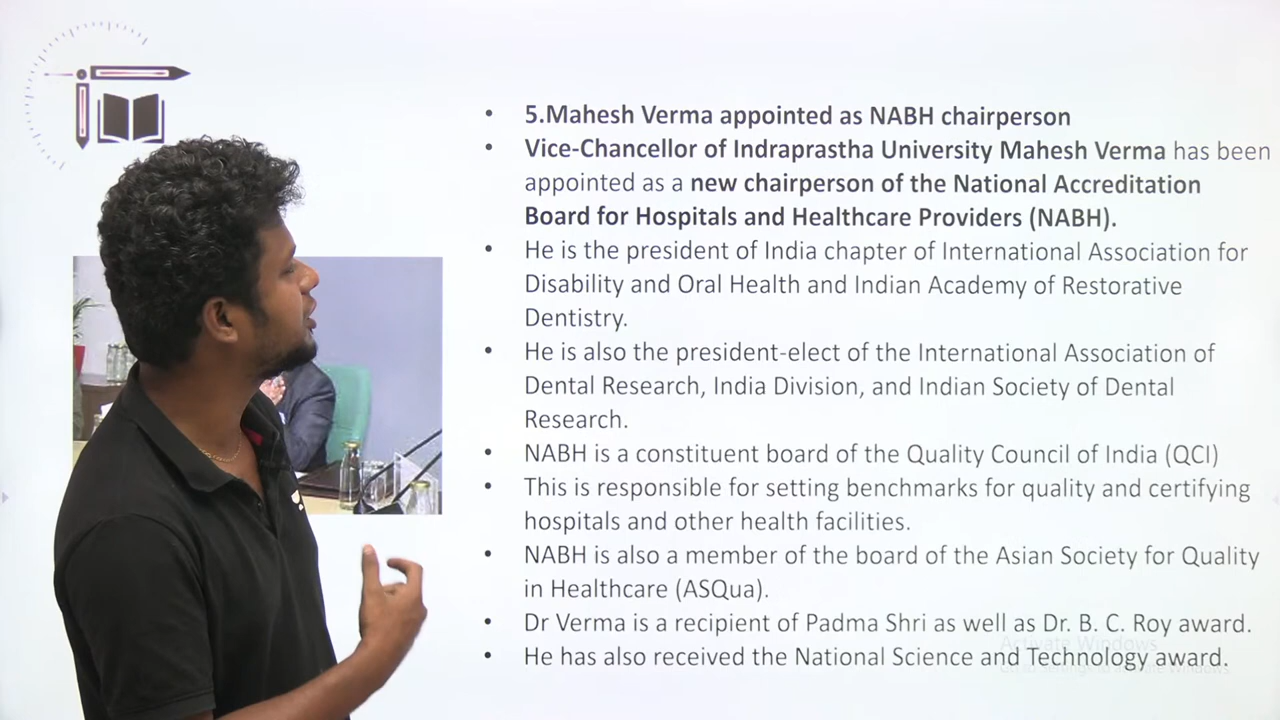 5.Mahesh Verma appointed as NABH chairperson
Vice-Chancellor of Indraprastha University Mahesh Verma has been
appointed as a new chairperson of the National Accreditation
Board for Hospitals and Healthcare Providers (NABH).
He is the president of India chapter of International Association for
Disability and Oral Health and Indian Academy of Restorative
Dentistry.
He is also the president-elect of the International Association of
Dental Research, India Division, and Indian Society of Dental
Research.
NABH is a constituent board of the Quality Council of India (QCI)
This is responsible for setting benchmarks for quality and certifying
hospitals and other health facilities.
NABH is also a member of the board of the Asian Society for Quality
in Healthcare (ASQua).
Dr Verma is a recipient of Padma Shri as well as Dr. B. C. Roy award.
Activate Windows
He has also received the National Science and Technology award.